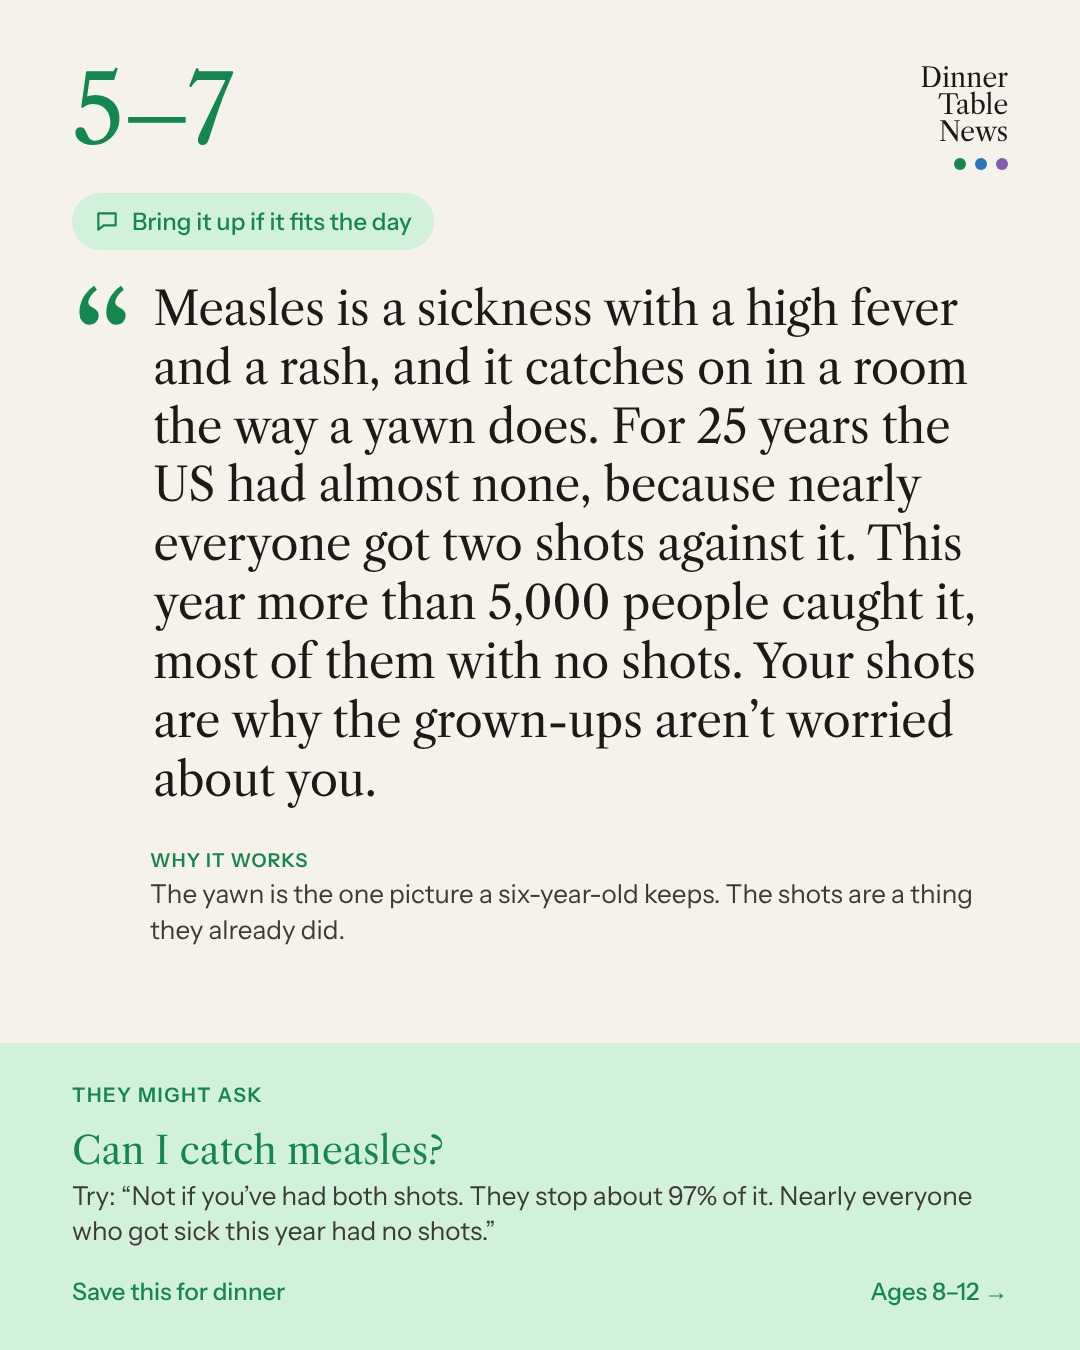 5–7
Dinner
Table
News
Bring it up if it fits the day
“Measles is a sickness with a high fever
and a rash, and it catches on in a room
the way a yawn does. For 25 years the
US had almost none, because nearly
everyone got two shots against it. This
year more than 5,000 people caught it,
most of them with no shots. Your shots
are why the grown-ups aren’t worried
about you.
WHY IT WORKS
The yawn is the one picture a six-year-old keeps. The shots are a thing
they already did.
THEY MIGHT ASK
Can I catch measles?
Try: “Not if you’ve had both shots. They stop about 97% of it. Nearly everyone
who got sick this year had no shots.”
Save this for dinner
Ages 8–12 →